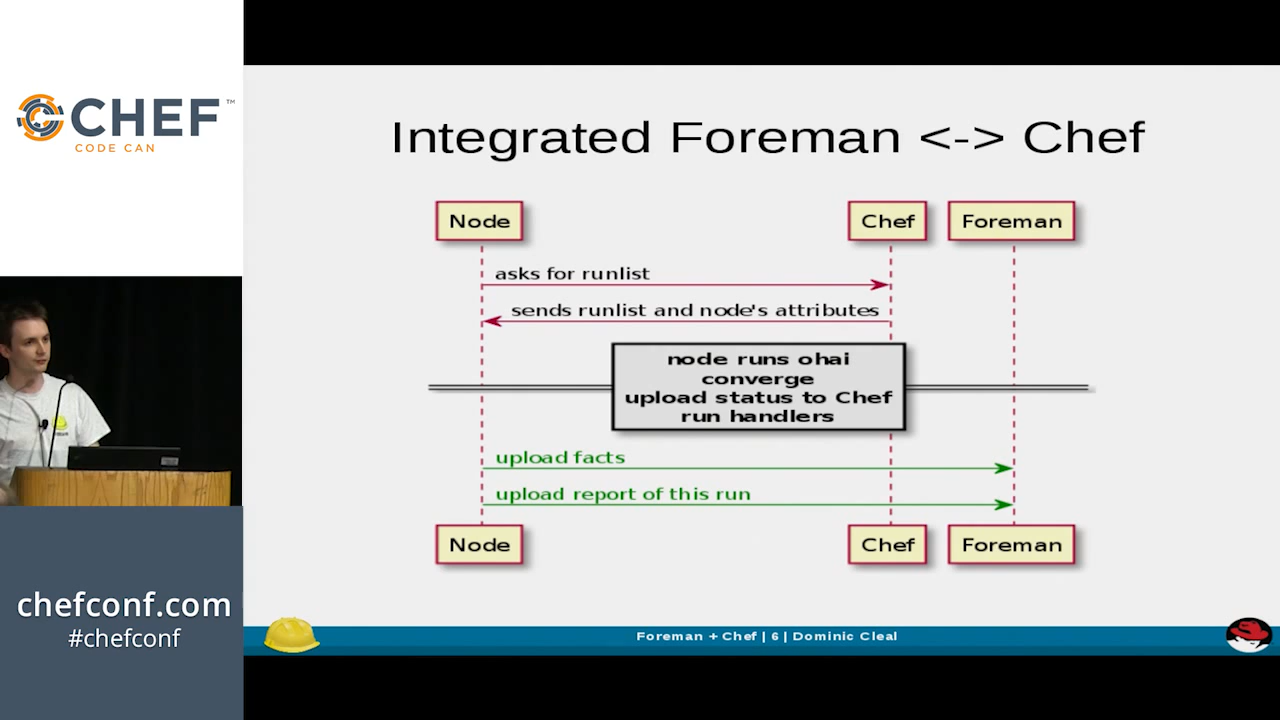 CHEF™
CODE CAN
chefconf.com
#chefconf
Integrated Foreman <-> Chef
Node
Chef
Foreman
asks for runlist
sends runlist and node's attributes
node runs ohai
converge
upload status to Chef
run handlers
upload facts
upload report of this run
Node
Chef
Foreman
Foreman + Chef | 6 | Dominic Cleal